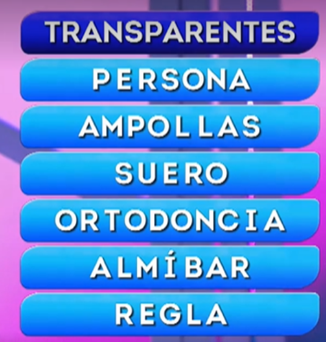 TRANSPARENTES
PERSONA
AMPOLLAS
SUERO
ORTODONCIA
ALMÍBAR
REGLA